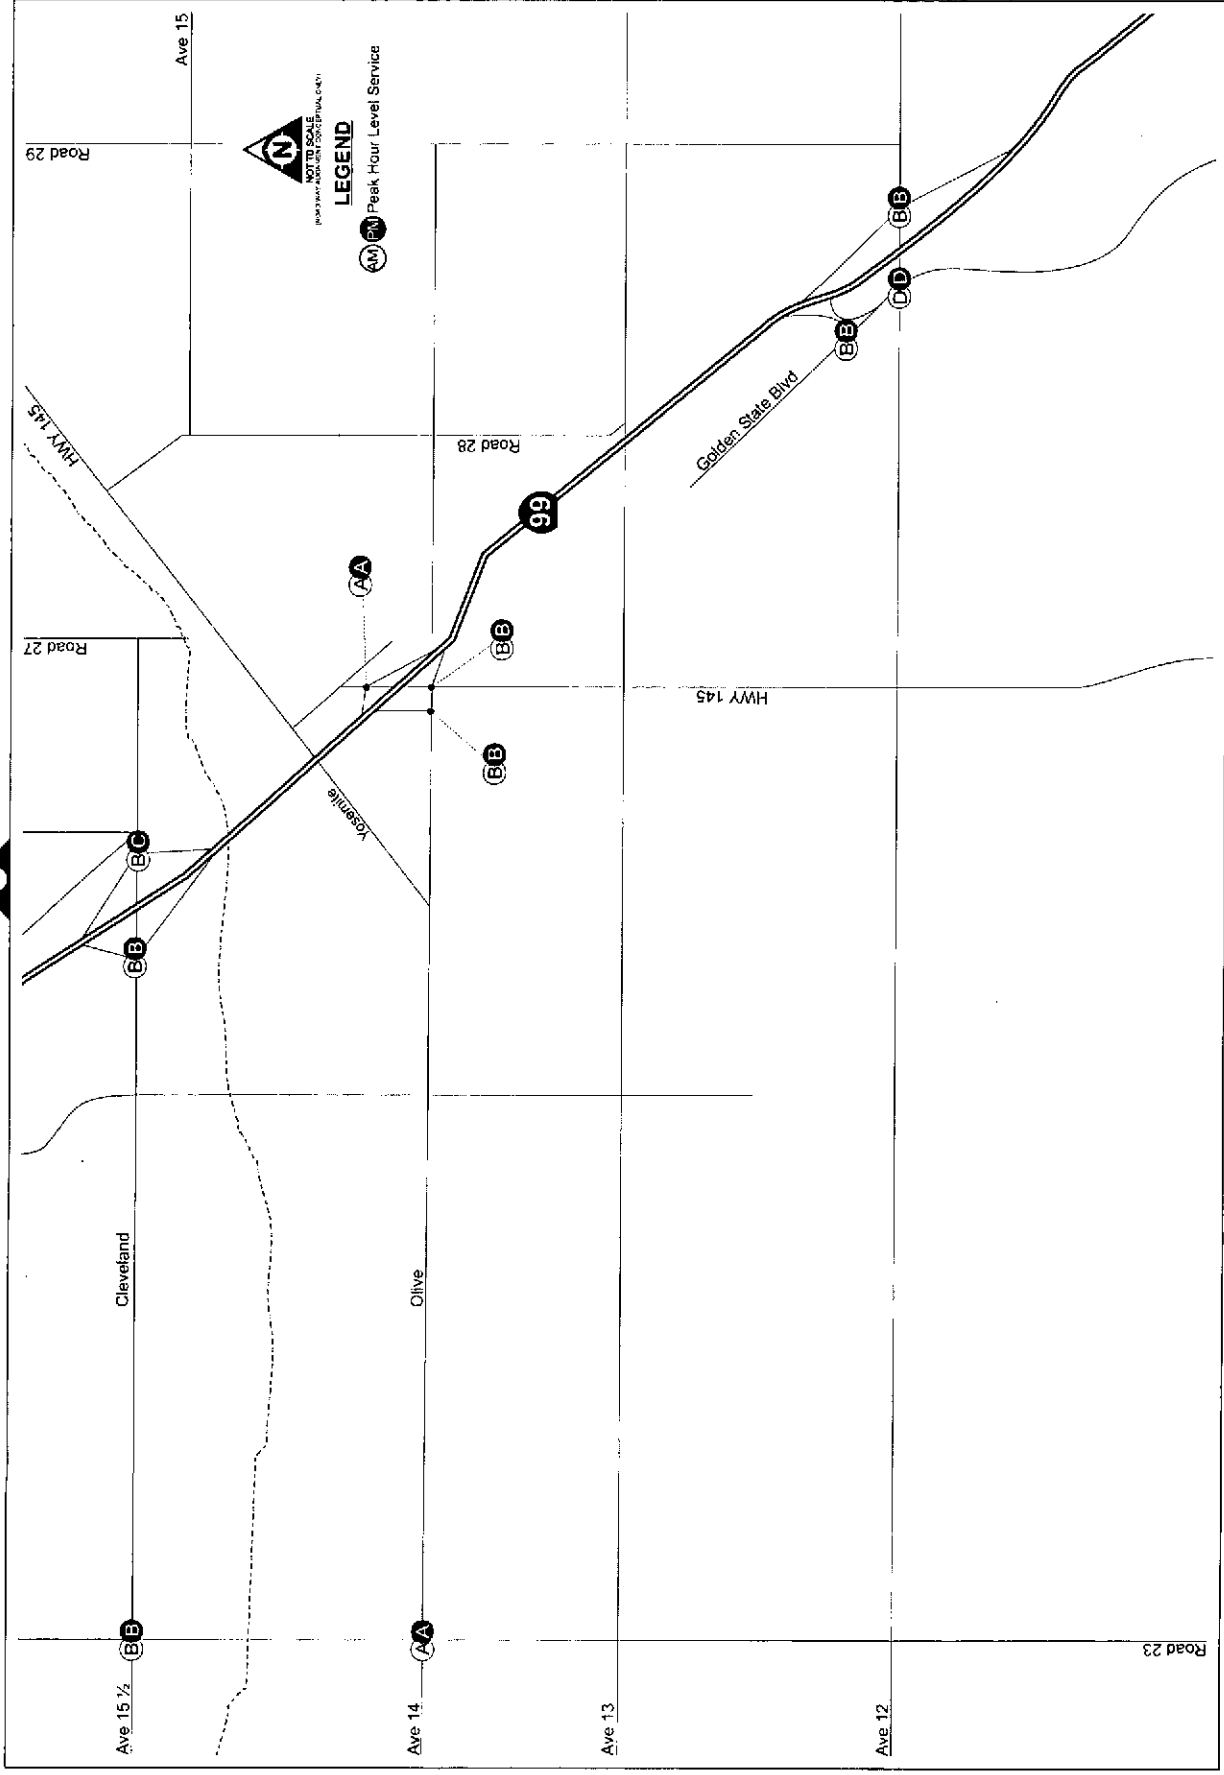 Ave 15
Road 29
N
NOT TO SCALE
LEGEND
AM PM Peak Hour Level Service
HWY 145
Road 28
Road 27
99
A A
B B
B B
HWY 145
Yosemite
Golden State Blvd
B B
D D
B B
B C
B B
Cleveland
Olive
B B
A A
Road 23
Ave 15 ½
Ave 14
Ave 13
Ave 12